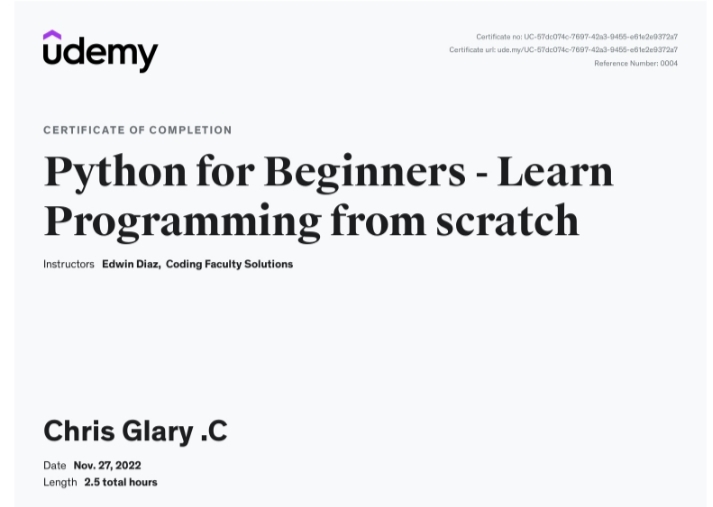 udemy
Certificate no: UC-57dc074c-7697-42a3-9455-e61e2e9372a7
Certificate url: ude.my/UC-57dc074c-7697-42a3-9455-e61e2e9372a7
Reference Number: 0004
CERTIFICATE OF COMPLETION
Python for Beginners - Learn
Programming from scratch
Instructors Edwin Diaz, Coding Faculty Solutions
Chris Glary .C
Date Nov. 27, 2022
Length 2.5 total hours